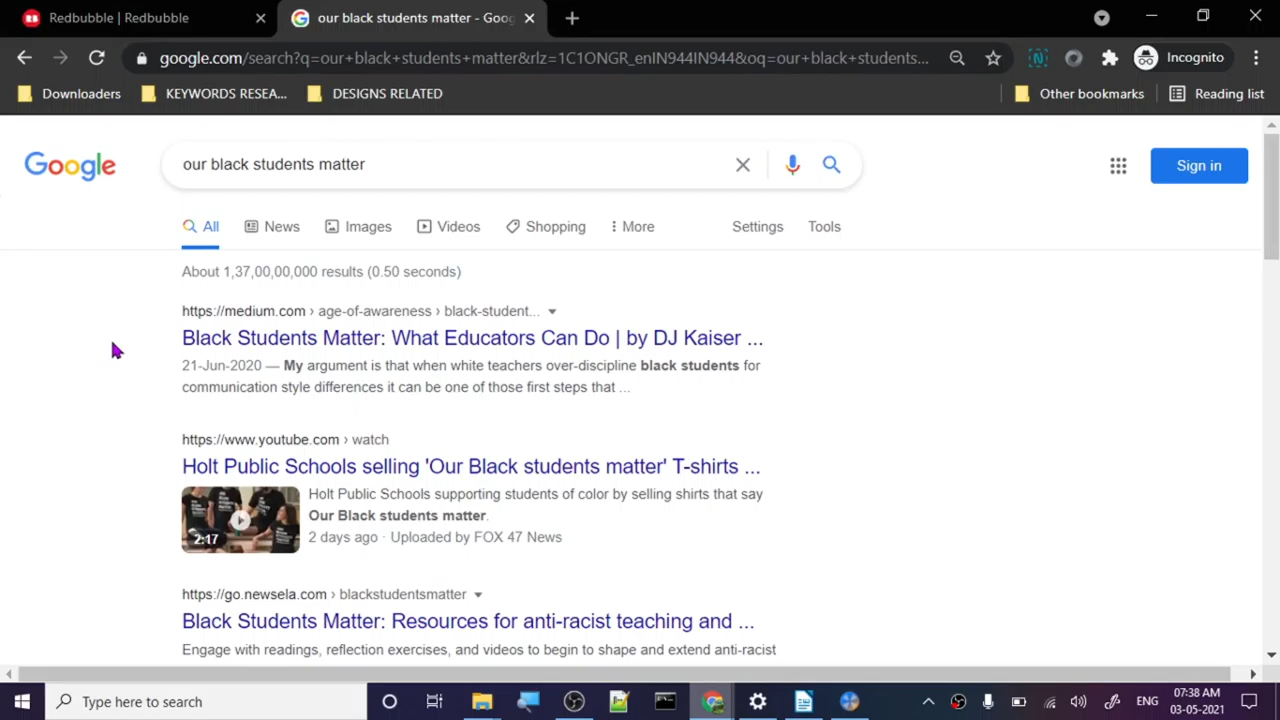 Redbubble | Redbubble
our black students matter - Goo
google.com/search?q=our+black+students+matter&rlz=1C1ONGR_enIN944IN944&oq=our+black+students...
Incognito
Downloaders
KEYWORDS RESEA...
DESIGNS RELATED
Other bookmarks
Reading list
Google
our black students matter
Sign in
All
News
Images
Videos
Shopping
More
Settings
Tools
About 1,37,00,00,000 results (0.50 seconds)
https://medium.com › age-of-awareness › black-student...
Black Students Matter: What Educators Can Do | by DJ Kaiser ...
21-Jun-2020 — My argument is that when white teachers over-discipline black students for
communication style differences it can be one of those first steps that ...
https://www.youtube.com › watch
Holt Public Schools selling 'Our Black students matter' T-shirts ...
Holt Public Schools supporting students of color by selling shirts that say
Our Black students matter.
2:17
2 days ago · Uploaded by FOX 47 News
https://go.newsela.com › blackstudentsmatter
Black Students Matter: Resources for anti-racist teaching and ...
Engage with readings, reflection exercises, and videos to begin to shape and extend anti-racist
Type here to search
ENG
07:38 AM
03-05-2021